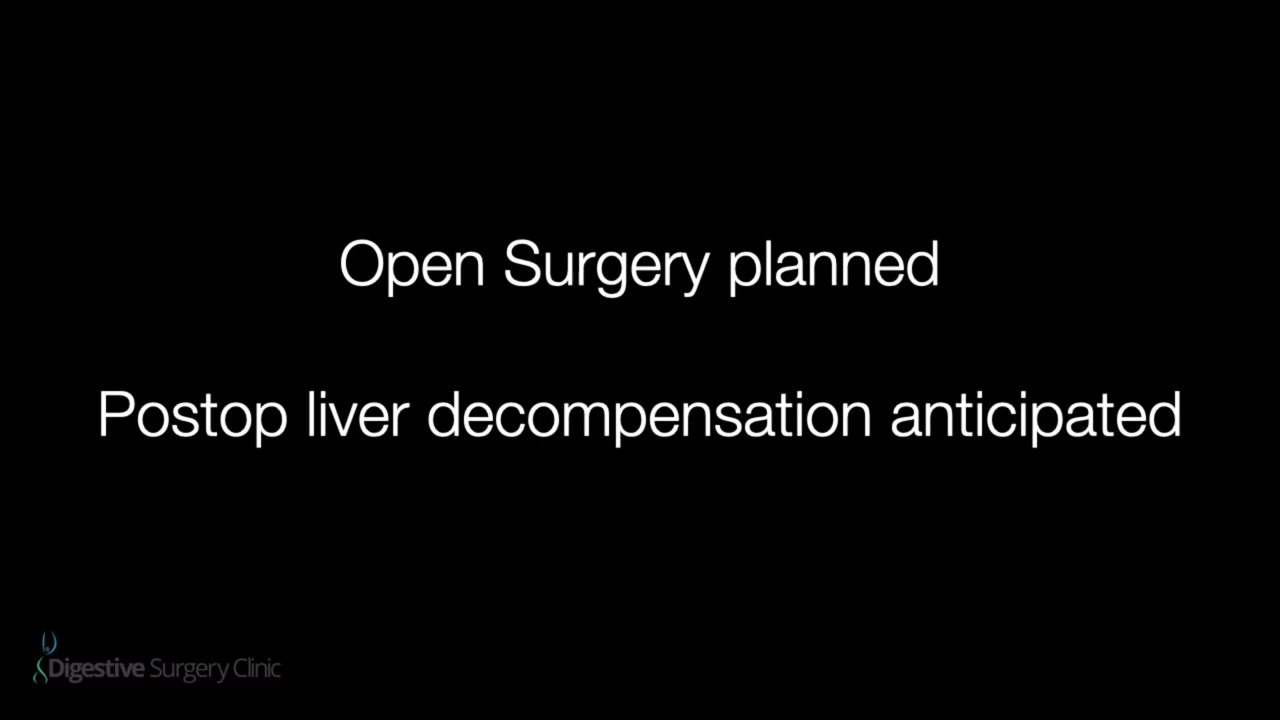 Open Surgery planned
Postop liver decompensation anticipated
Digestive Surgery Clinic